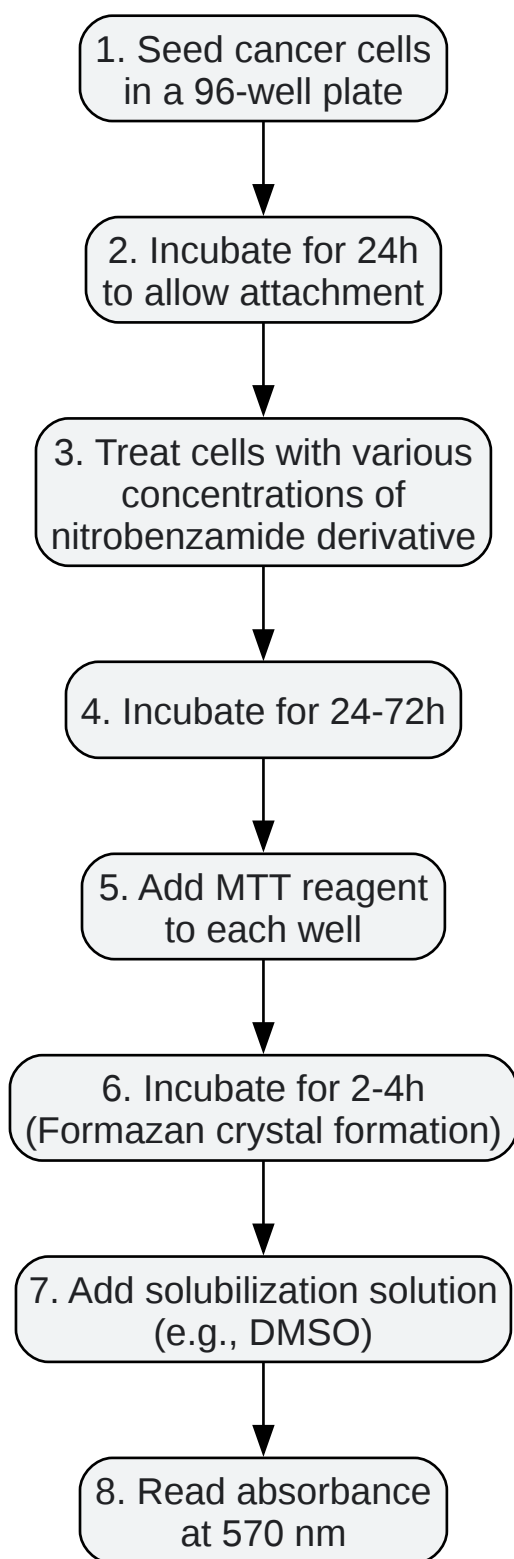 1. Seed cancer cells
in a 96-well plate
2. Incubate for 24h
to allow attachment
3. Treat cells with various
concentrations of
nitrobenzamide derivative
4. Incubate for 24-72h
5. Add MTT reagent
to each well
6. Incubate for 2-4h
(Formazan crystal formation)
7. Add solubilization solution
(e.g., DMSO)
8. Read absorbance
at 570 nm